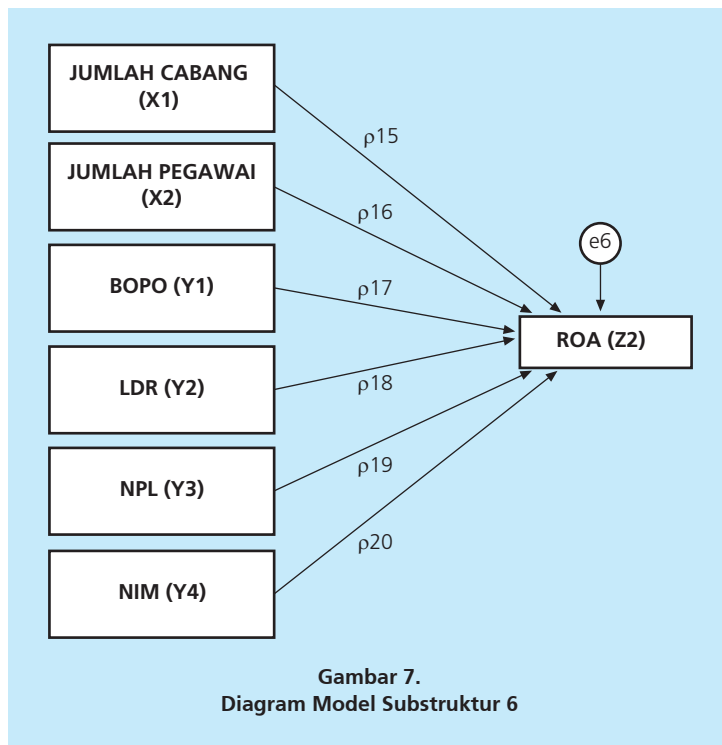 JUMLAH CABANG
(X1)
ρ15
JUMLAH PEGAWAI
(X2)
ρ16
e6
BOPO (Y1)
ρ17
ROA (Z2)
LDR (Y2)
ρ18
NPL (Y3)
ρ19
ρ20
NIM (Y4)
Gambar 7.
Diagram Model Substruktur 6